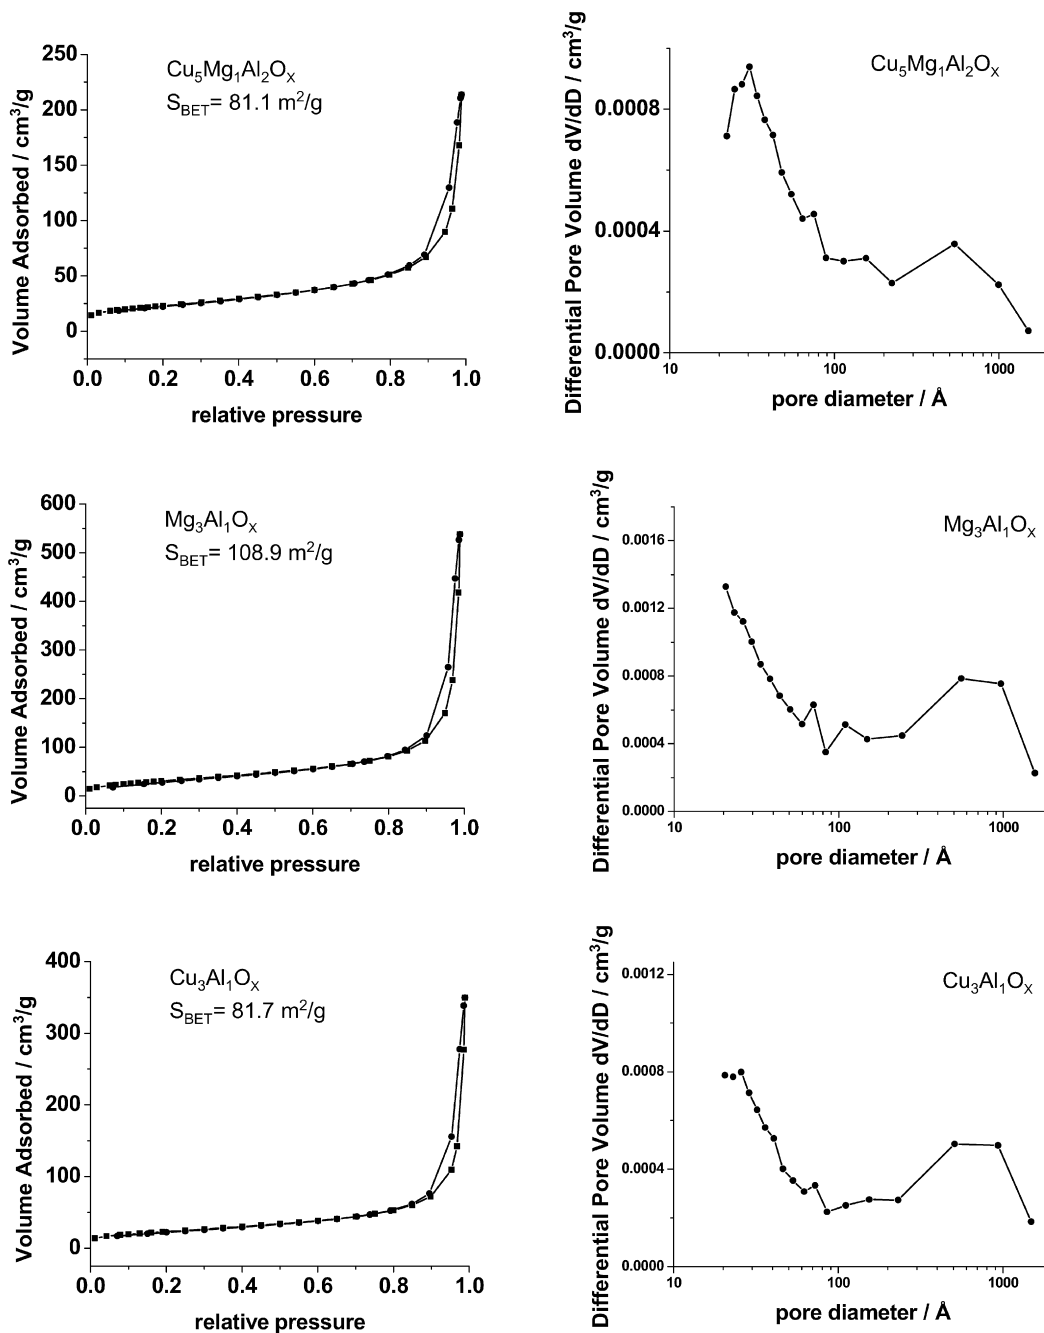 Cu₅Mg₁Al₂Oₓ
S_BET= 81.1 m²/g
Volume Adsorbed / cm³/g
250
200
150
100
50
0
0.0 0.2 0.4 0.6 0.8 1.0
relative pressure
Cu₅Mg₁Al₂Oₓ
Differential Pore Volume dV/dD / cm³/g
0.0008
0.0004
0.0000
10 100 1000
pore diameter / Å
Mg₃Al₁Oₓ
S_BET= 108.9 m²/g
Volume Adsorbed / cm³/g
600
500
400
300
200
100
0
0.0 0.2 0.4 0.6 0.8 1.0
relative pressure
Mg₃Al₁Oₓ
Differential Pore Volume dV/dD / cm³/g
0.0016
0.0012
0.0008
0.0004
0.0000
10 100 1000
pore diameter / Å
Cu₃Al₁Oₓ
S_BET= 81.7 m²/g
Volume Adsorbed / cm³/g
400
300
200
100
0
0.0 0.2 0.4 0.6 0.8 1.0
relative pressure
Cu₃Al₁Oₓ
Differential Pore Volume dV/dD / cm³/g
0.0012
0.0008
0.0004
0.0000
10 100 1000
pore diameter / Å